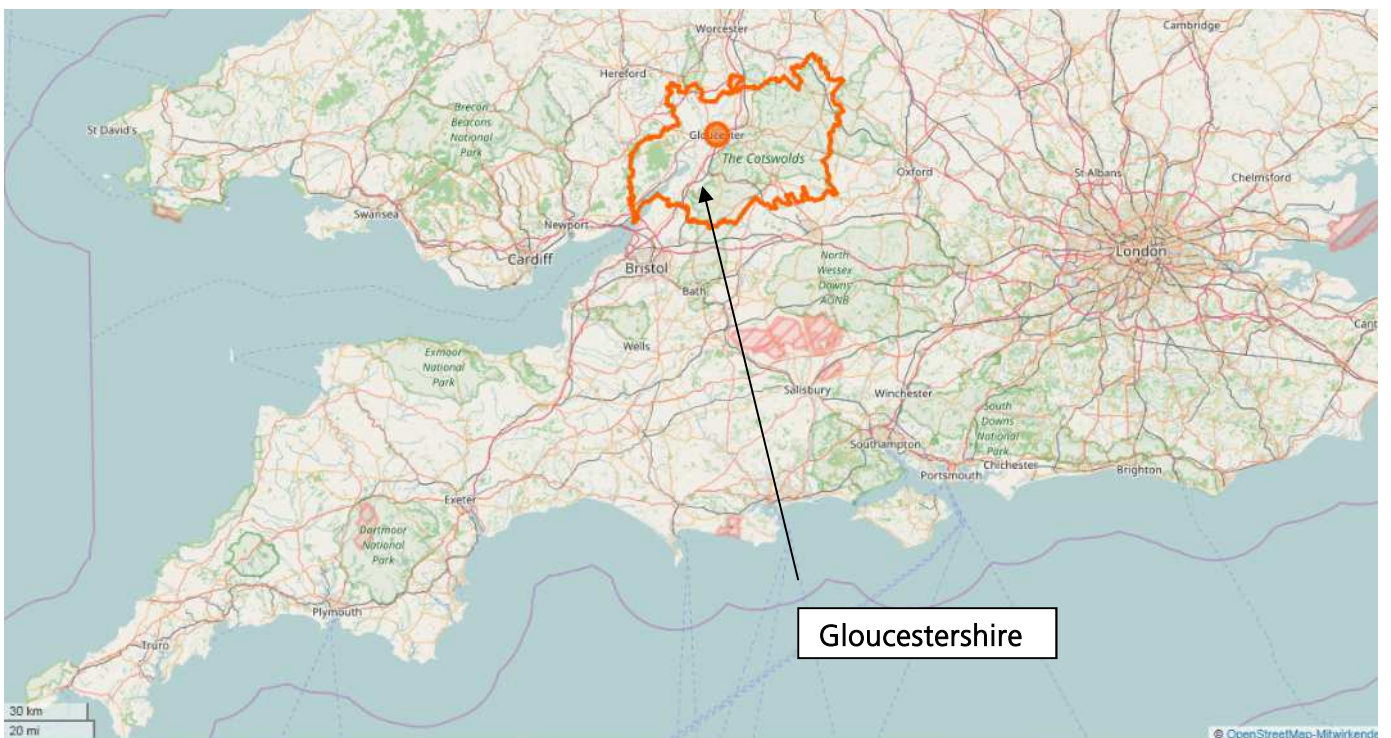 Worcester
Cambridge
Hereford
Brecon
Beacons
National
Park
St David's
Gloucester
The Cotswolds
Oxford
St Albans
Chelmsford
Swansea
Newport
Cardiff
Bristol
London
North
Wessex
Downs
AONB
Bath
Cant
Wells
Exmoor
National
Park
Salisbury
Winchester
South
Downs
National
Park
Southampton
Portsmouth
Chichester
Brighton
Exeter
Dartmoor
National
Park
Plymouth
Truro
Gloucestershire
30 km
20 mi
© OpenStreetMap-Mitwirkende